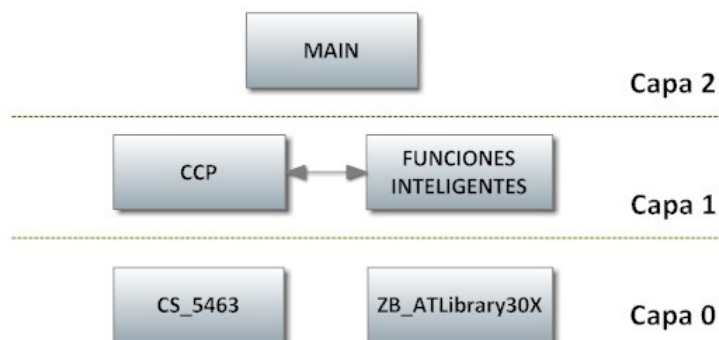 MAIN
Capa 2
CCP
FUNCIONES
INTELIGENTES
Capa 1
CS_5463
ZB_ATLibrary30X
Capa 0